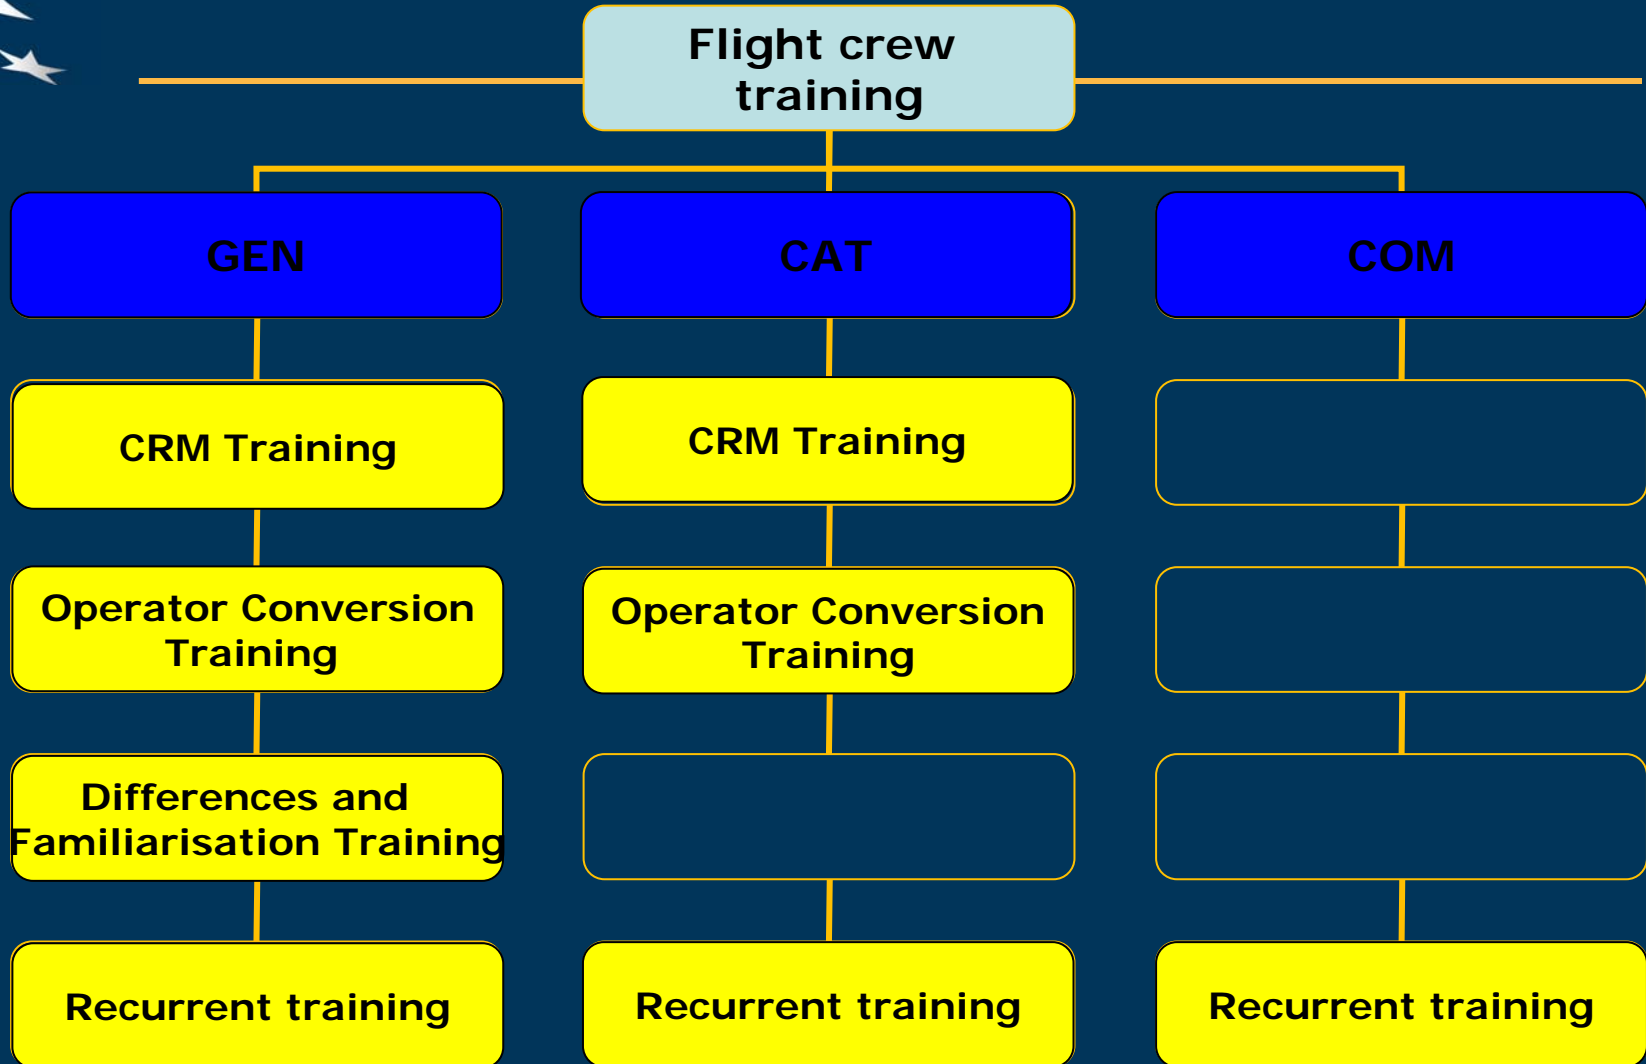 Flight crew
training
GEN
CAT
COM
CRM Training
CRM Training
Operator Conversion
Training
Operator Conversion
Training
Differences and
Familiarisation Training
Recurrent training
Recurrent training
Recurrent training